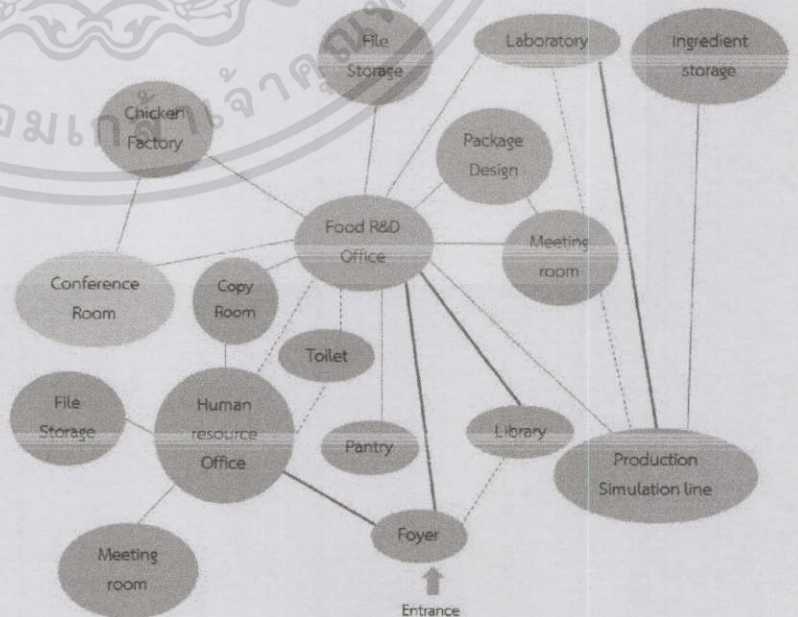 File
Storage
Laboratory
Ingredient
storage
Chicken
Factory
Package
Design
Food R&D
Office
Meeting
room
Conference
Room
Copy
Room
Toilet
File
Storage
Human
resource
Office
Pantry
Library
Production
Simulation line
Foyer
Meeting
room
Entrance